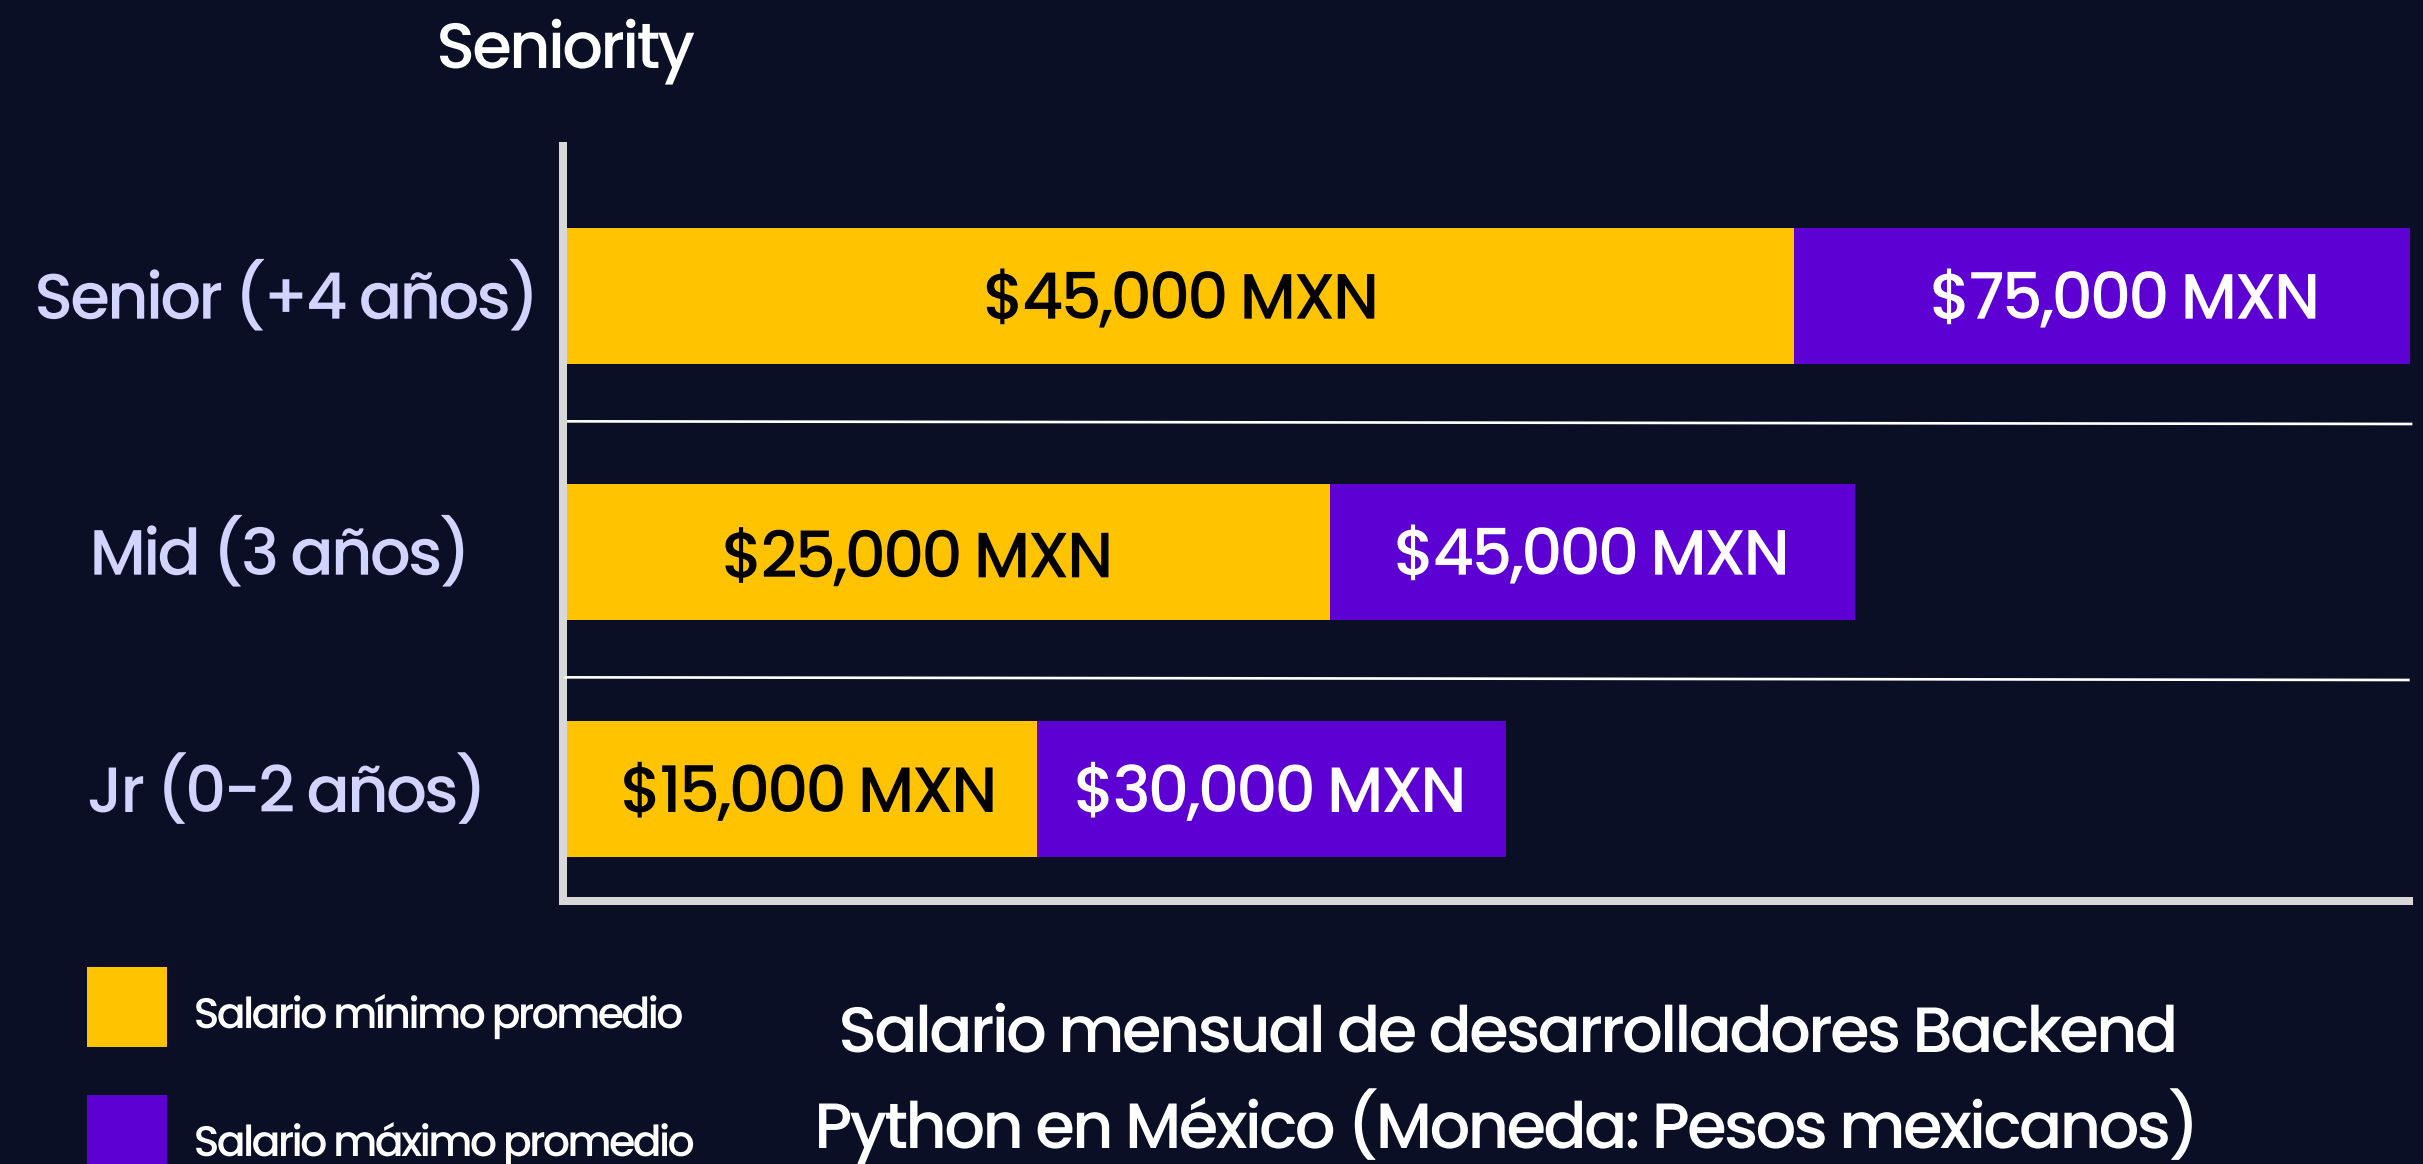 Seniority
Senior (+4 años)
$45,000 MXN
$75,000 MXN
Mid (3 años)
$25,000 MXN
$45,000 MXN
Jr (0-2 años)
$15,000 MXN
$30,000 MXN
Salario mínimo promedio
Salario máximo promedio
Salario mensual de desarrolladores Backend
Python en México (Moneda: Pesos mexicanos)